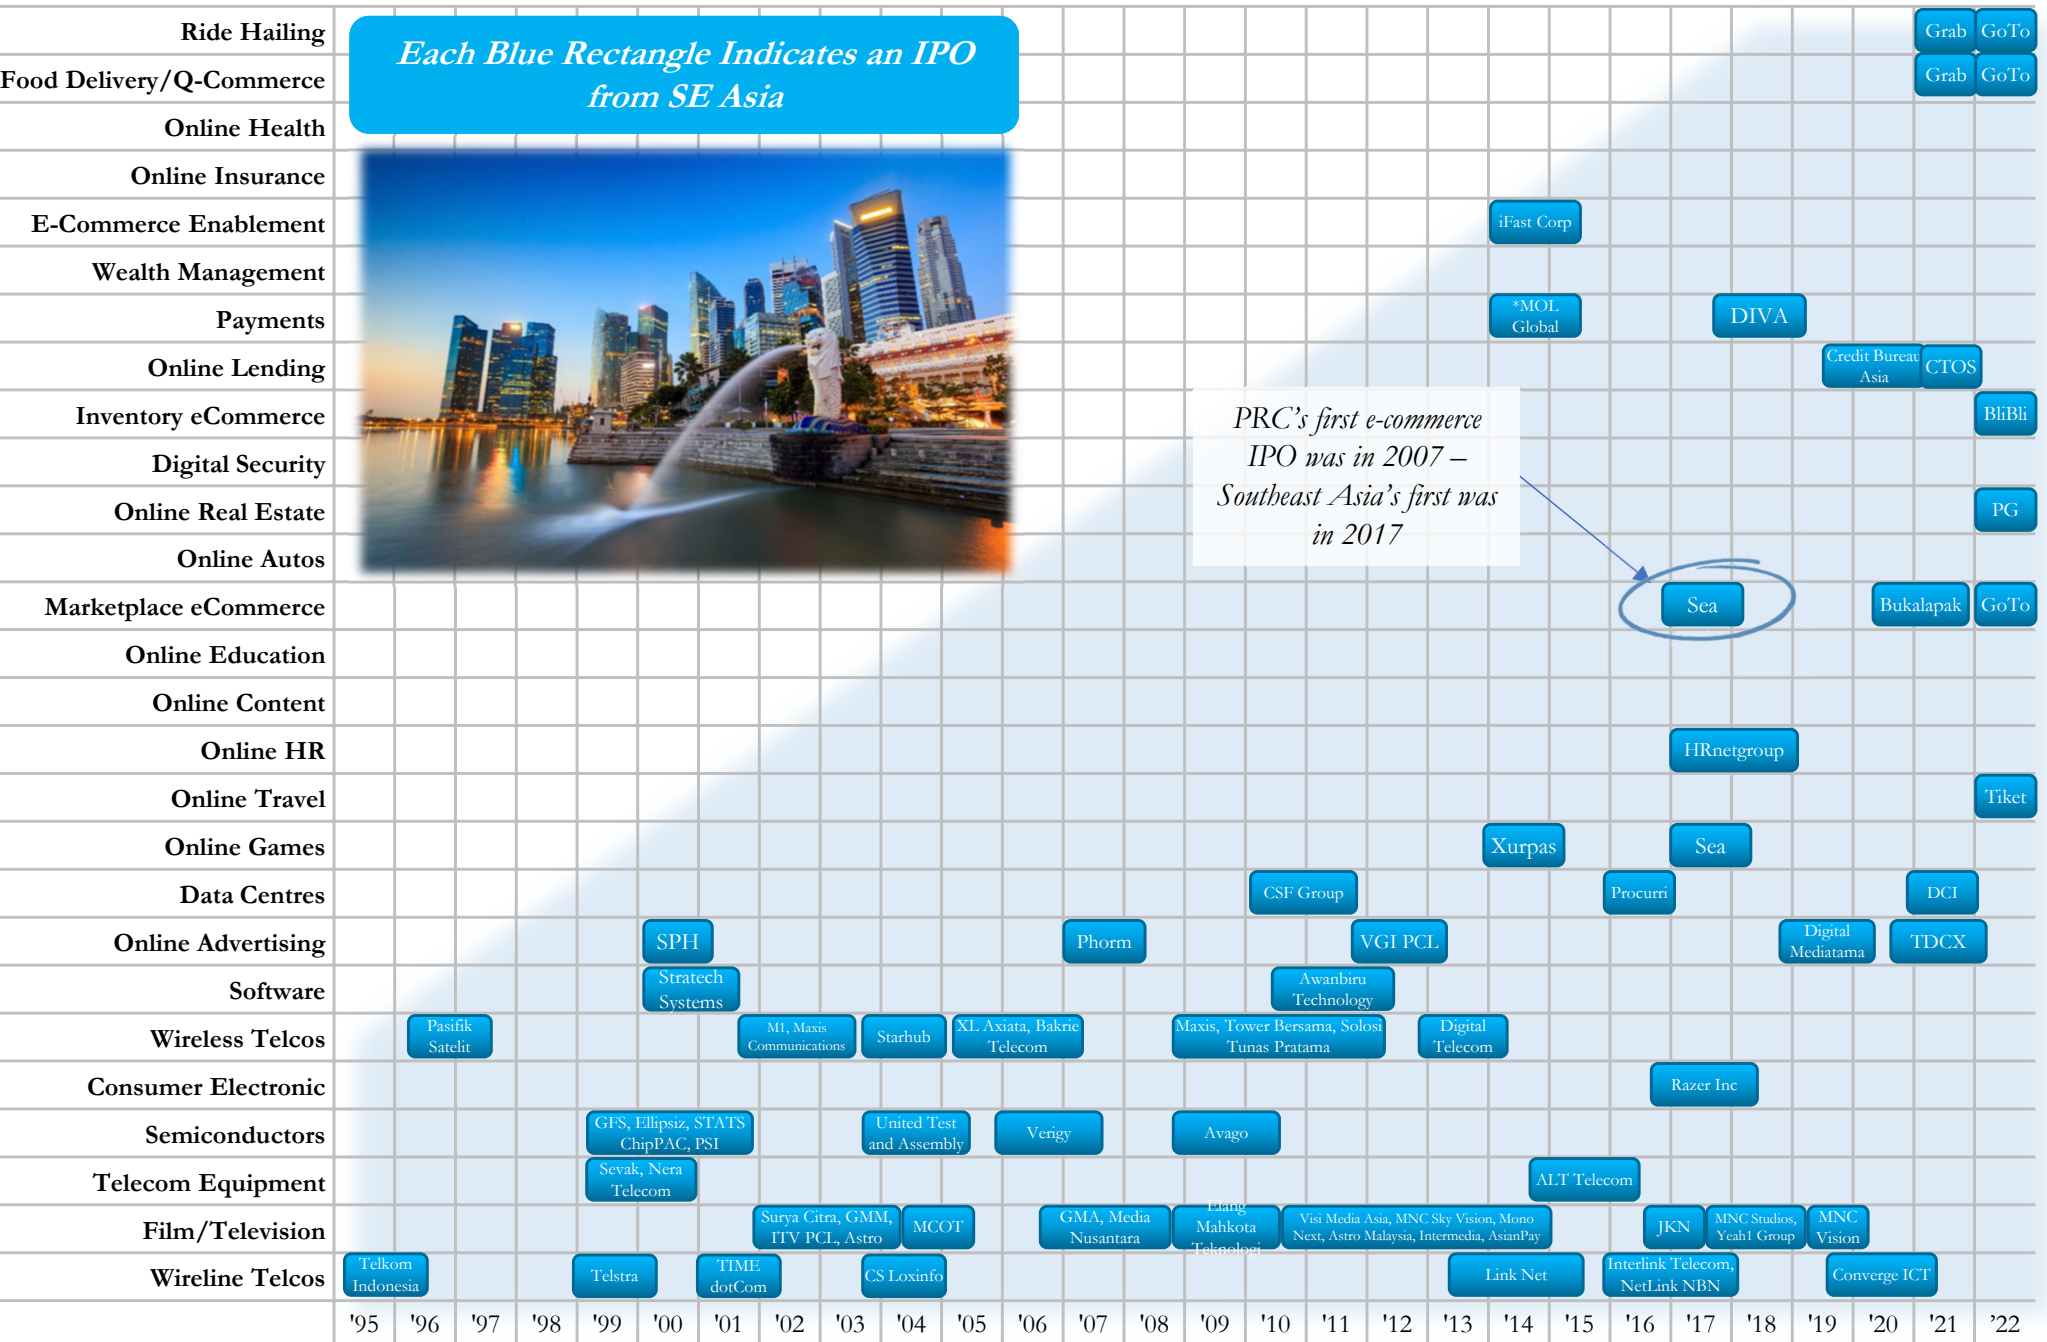 Each Blue Rectangle Indicates an IPO
from SE Asia
Ride Hailing
Grab
GoTo
Food Delivery/Q-Commerce
Grab
GoTo
Online Health
Online Insurance
E-Commerce Enablement
iFast Corp
Wealth Management
Payments
*MOL
Global
DIVA
Online Lending
Credit Bureau
Asia
CTOS
Inventory eCommerce
BliBli
PRC's first e-commerce
IPO was in 2007 –
Southeast Asia's first was
in 2017
Digital Security
Online Real Estate
PG
Online Autos
Marketplace eCommerce
Sea
Bukalapak
GoTo
Online Education
Online Content
Online HR
HRnetgroup
Online Travel
Tiket
Online Games
Xurpas
Sea
Data Centres
CSF Group
Procurri
DCI
Online Advertising
SPH
Phorm
VGI PCL
Digital
Mediatama
TDCX
Software
Stratech
Systems
Awanbiru
Technology
Wireless Telcos
Pasifik
Satelit
M1, Maxis
Communications
Starhub
XL Axiata, Bakrie
Telecom
Maxis, Tower Bersama, Solosi
Tunas Pratama
Digital
Telecom
Consumer Electronic
Razer Inc
Semiconductors
GFS, Ellipsiz, STATS
ChipPAC, PSI
United Test
and Assembly
Verigy
Avago
Telecom Equipment
Sevak, Nera
Telecom
ALT Telecom
Film/Television
Surya Citra, GMM,
ITV PCL, Astro
MCOT
GMA, Media
Nusantara
Elang
Mahkota
Teknologi
Visi Media Asia, MNC Sky Vision, Mono
Next, Astro Malaysia, Intermedia, AsianPay
JKN
MNC Studios,
Yeah1 Group
MNC
Vision
Wireline Telcos
Telkom
Indonesia
Telstra
TIME
dotCom
CS Loxinfo
Link Net
Interlink Telecom,
NetLink NBN
Converge ICT
'95 '96 '97 '98 '99 '00 '01 '02 '03 '04 '05 '06 '07 '08 '09 '10 '11 '12 '13 '14 '15 '16 '17 '18 '19 '20 '21 '22